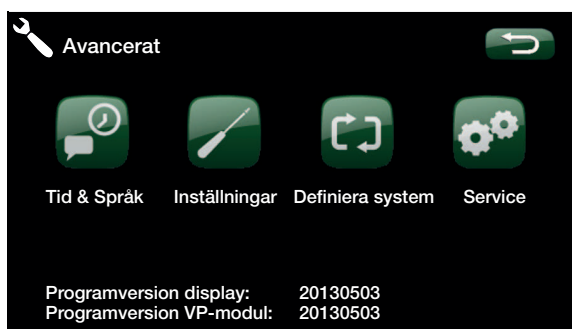 Avancerat
Tid & Språk Inställningar Definiera system Service
Programversion display: 20130503
Programversion VP-modul: 20130503